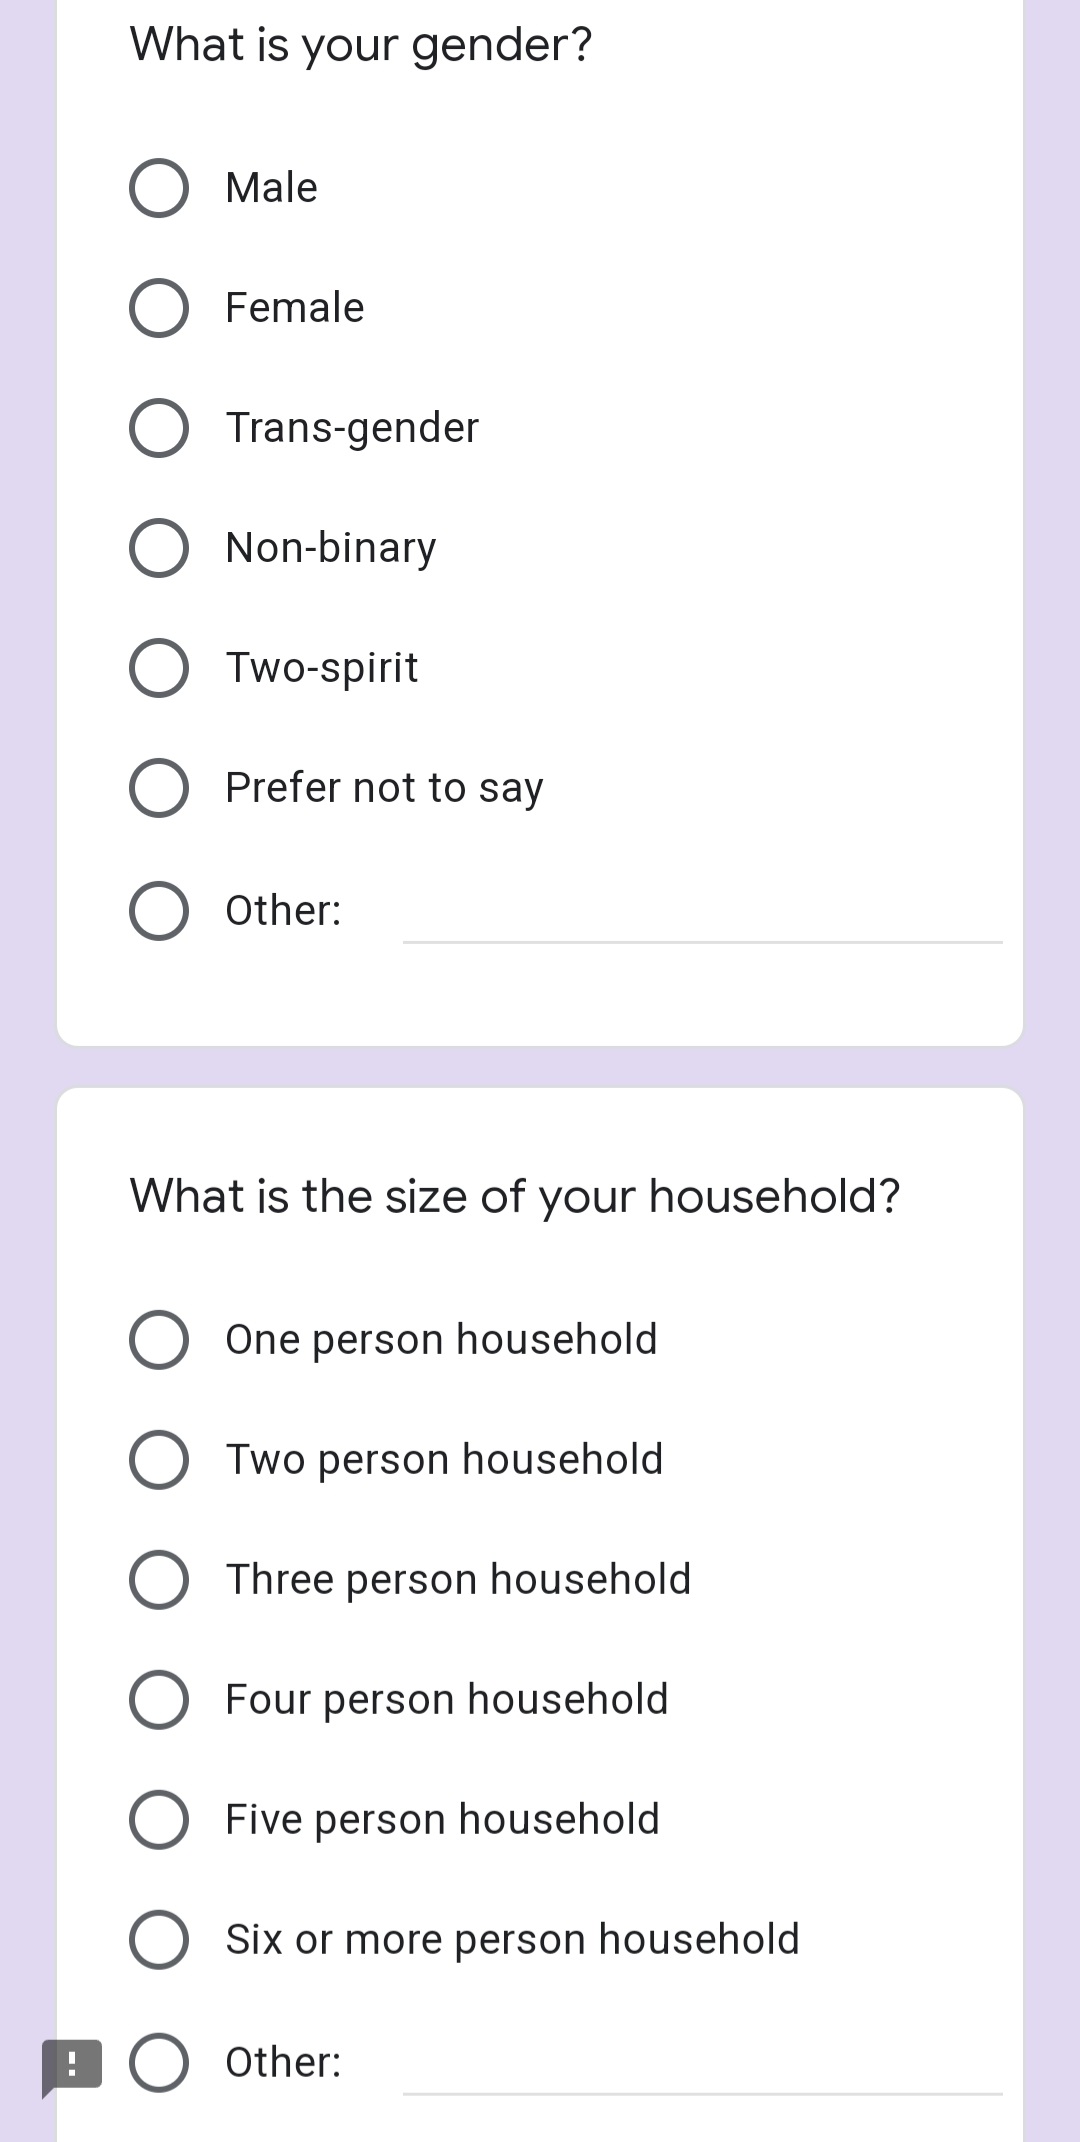 What is your gender?
Male
Female
Trans-gender
Non-binary
Two-spirit
Prefer not to say
Other:
What is the size of your household?
One person household
Two person household
Three person household
Four person household
Five person household
Six or more person household
Other: